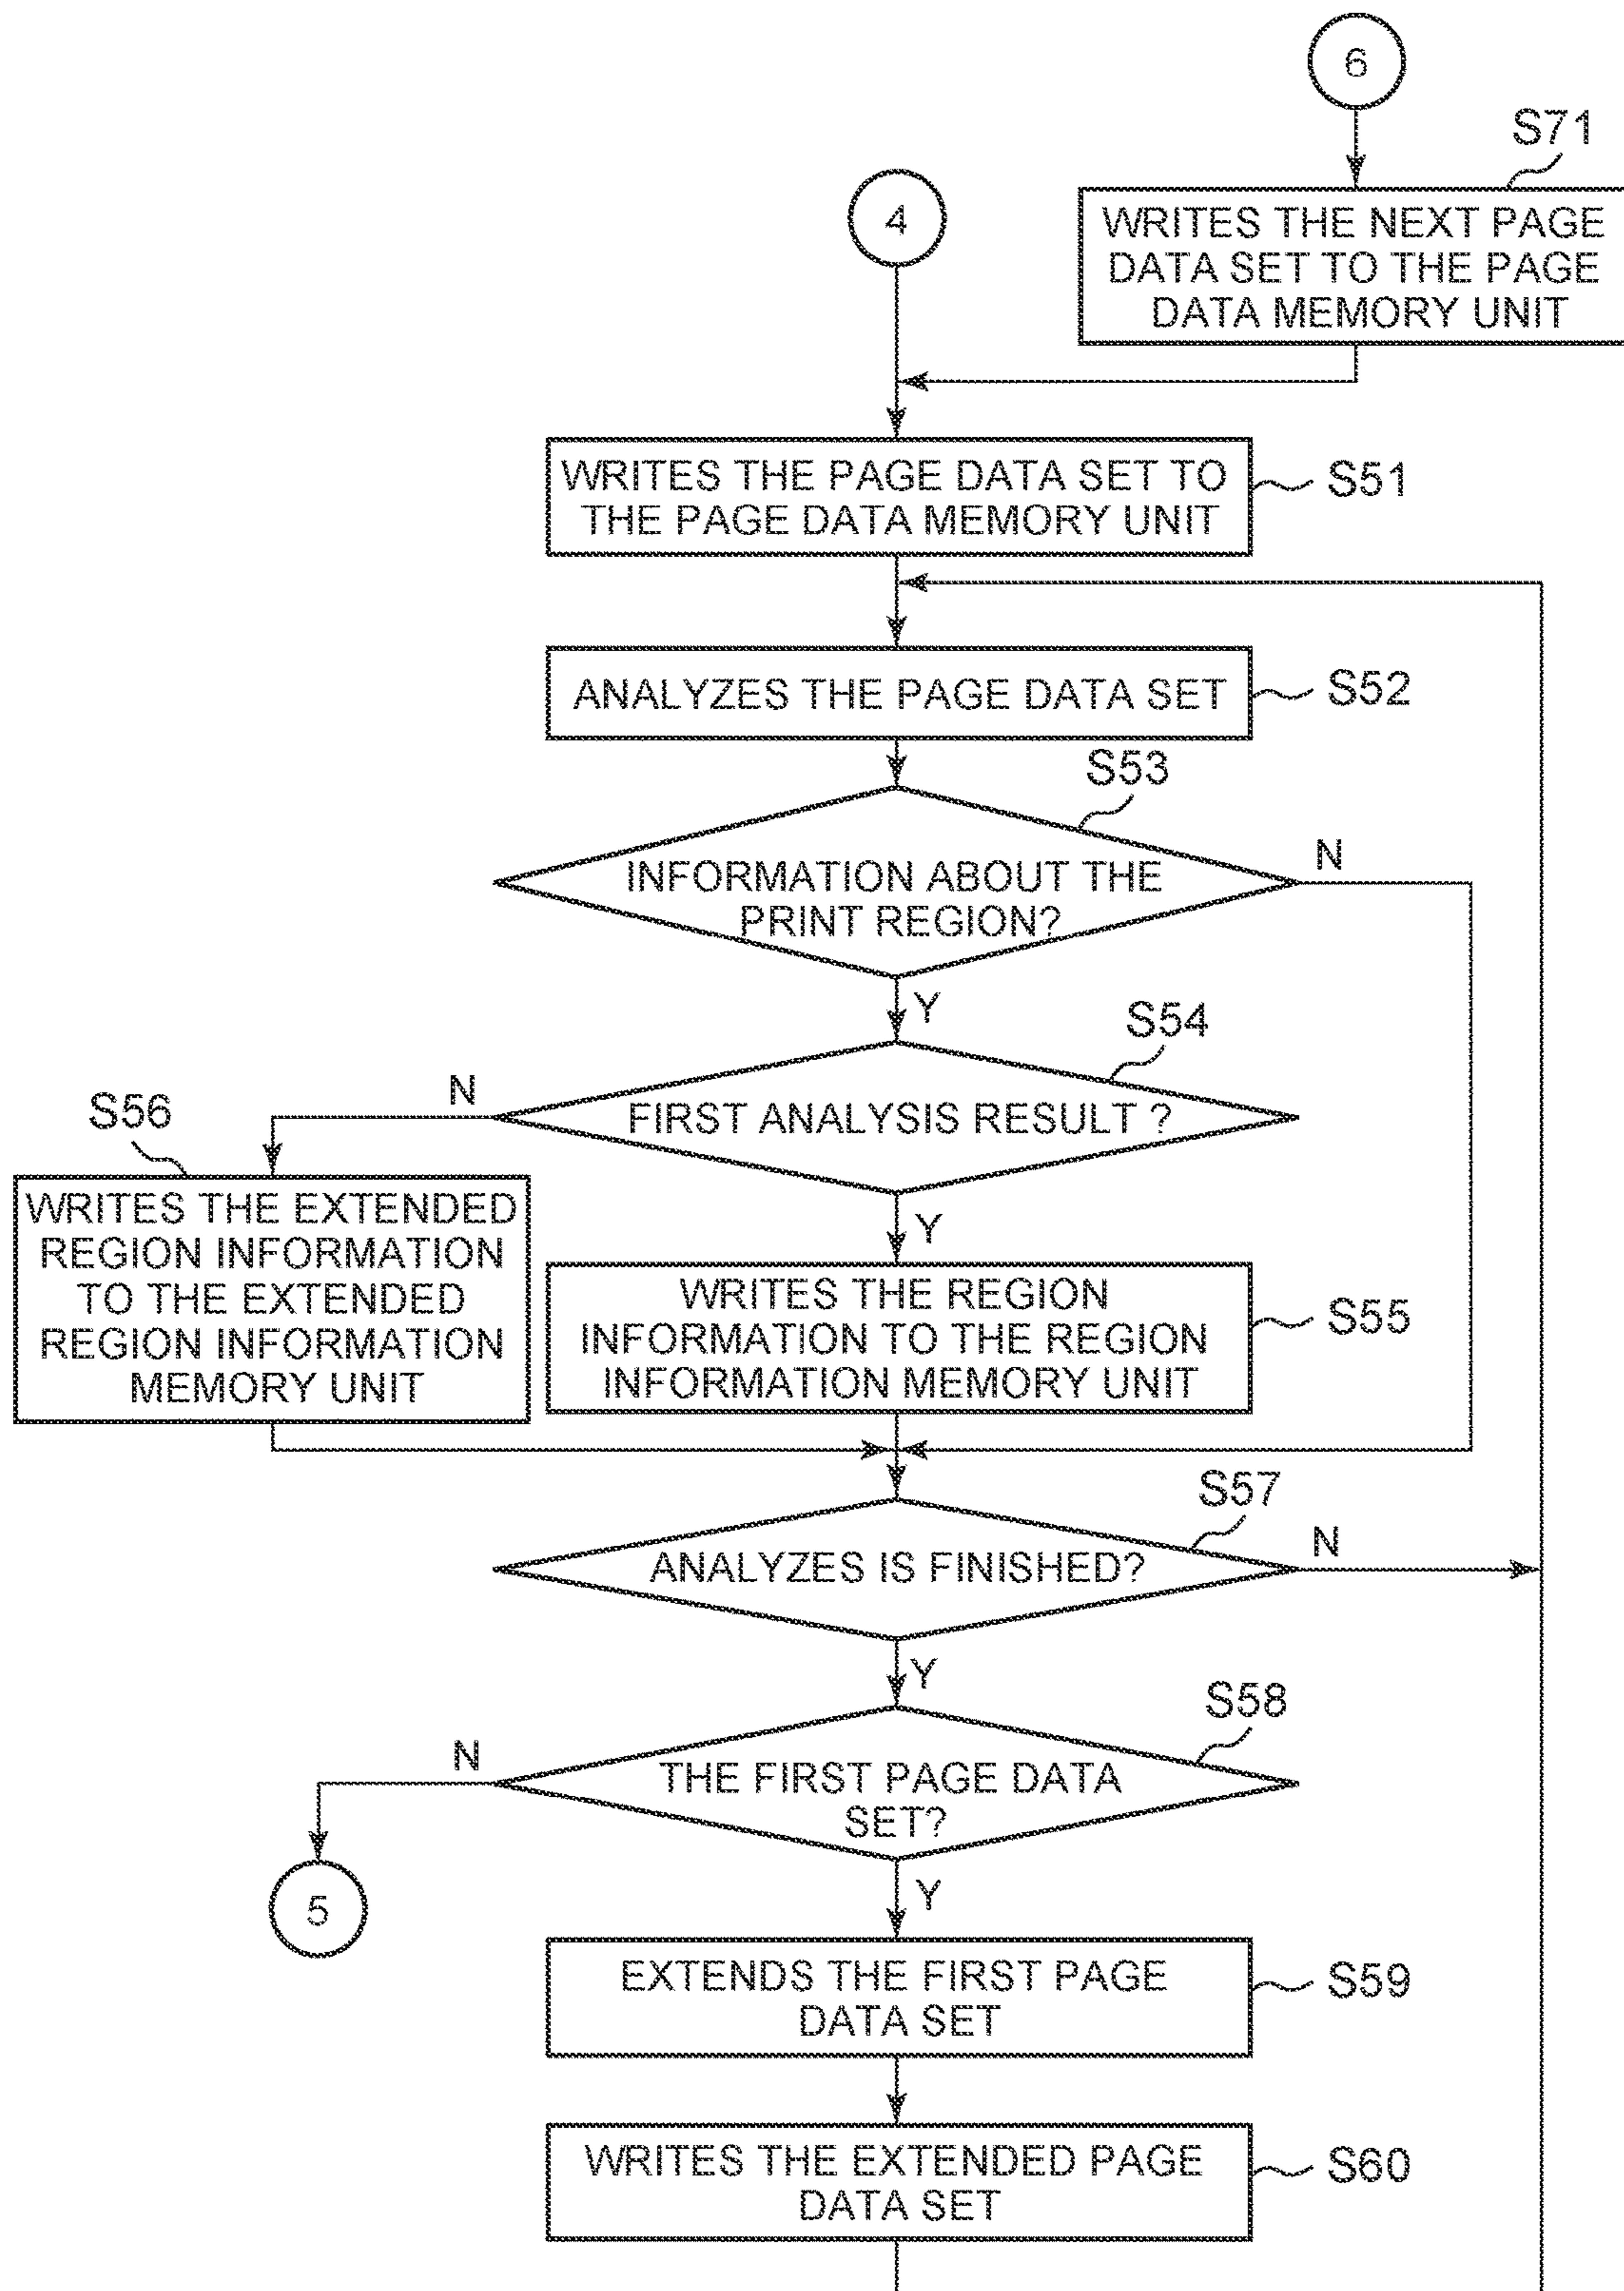 6
S71
4
WRITES THE NEXT PAGE
DATA SET TO THE PAGE
DATA MEMORY UNIT
WRITES THE PAGE DATA SET TO
THE PAGE DATA MEMORY UNIT
S51
ANALYZES THE PAGE DATA SET
S52
S53
INFORMATION ABOUT THE
PRINT REGION?
N
Y
S54
FIRST ANALYSIS RESULT ?
N
Y
S56
WRITES THE EXTENDED
REGION INFORMATION
TO THE EXTENDED
REGION INFORMATION
MEMORY UNIT
WRITES THE REGION
INFORMATION TO THE REGION
INFORMATION MEMORY UNIT
S55
S57
ANALYZES IS FINISHED?
N
Y
S58
THE FIRST PAGE DATA
SET?
N
Y
5
EXTENDS THE FIRST PAGE
DATA SET
S59
WRITES THE EXTENDED PAGE
DATA SET
S60